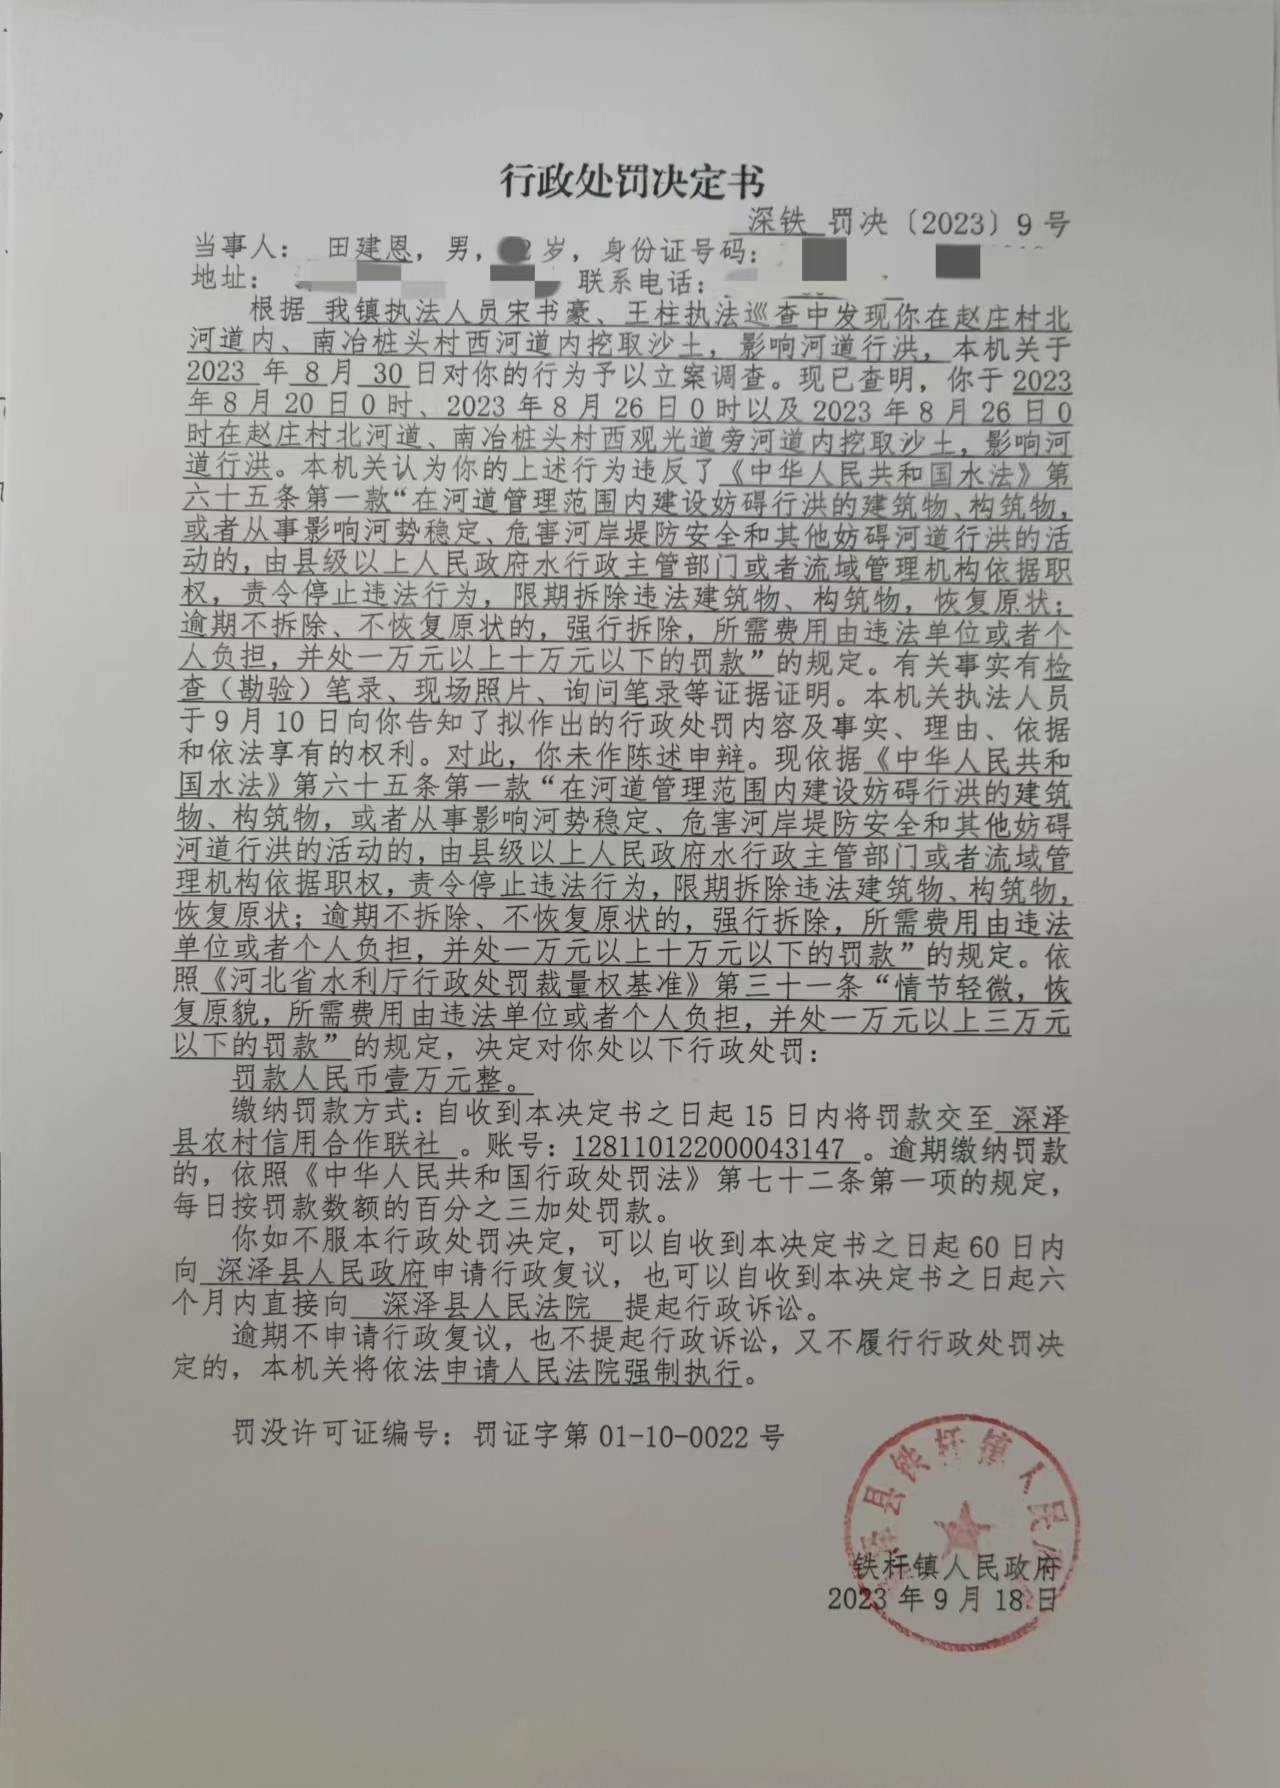 行政处罚决定书
深铁 罚决〔2023〕9号
当事人： 田建恩，男， 岁，身份证号码：
地址： 联系电话：
根据 我镇执法人员宋书豪、王柱执法巡查中发现你在赵庄村北
河道内、南冶桩头村西河道内挖取沙土，影响河道行洪，本机关于
2023 年 8 月 30 日对你的行为予以立案调查。现已查明，你于 2023
年 8 月 20 日 0 时、2023 年 8 月 26 日 0 时以及 2023 年 8 月 26 日 0
时在赵庄村北河道、南冶桩头村西观光道旁河道内挖取沙土，影响河
道行洪。本机关认为你的上述行为违反了《中华人民共和国水法》第
六十五条第一款“在河道管理范围内建设妨碍行洪的建筑物、构筑物，
或者从事影响河势稳定、危害河岸堤防安全和其他妨碍河道行洪的活
动的，由县级以上人民政府水行政主管部门或者流域管理机构依据职
权，责令停止违法行为，限期拆除违法建筑物、构筑物，恢复原状；
逾期不拆除、不恢复原状的，强行拆除，所需费用由违法单位或者个
人负担，并处一万元以上十万元以下的罚款”的规定。有关事实有检
查（勘验）笔录、现场照片、询问笔录等证据证明。本机关执法人员
于 9 月 10 日向你告知了拟作出的行政处罚内容及事实、理由、依据
和依法享有的权利。对此，你未作陈述申辩。现依据《中华人民共和
国水法》第六十五条第一款“在河道管理范围内建设妨碍行洪的建筑
物、构筑物，或者从事影响河势稳定、危害河岸堤防安全和其他妨碍
河道行洪的活动的，由县级以上人民政府水行政主管部门或者流域管
理机构依据职权，责令停止违法行为，限期拆除违法建筑物、构筑物，
恢复原状；逾期不拆除、不恢复原状的，强行拆除，所需费用由违法
单位或者个人负担，并处一万元以上十万元以下的罚款”的规定。依
照《河北省水利厅行政处罚裁量权基准》第三十一条“情节轻微，恢
复原貌，所需费用由违法单位或者个人负担，并处一万元以上三万元
以下的罚款”的规定，决定对你处以下行政处罚：
罚款人民币壹万元整。
缴纳罚款方式：自收到本决定书之日起 15 日内将罚款交至 深泽
县农村信用合作联社 。账号：128110122000043147 。逾期缴纳罚款
的，依照《中华人民共和国行政处罚法》第七十二条第一项的规定，
每日按罚款数额的百分之三加处罚款。
你如不服本行政处罚决定，可以自收到本决定书之日起 60 日内
向 深泽县人民政府申请行政复议，也可以自收到本决定书之日起六
个月内直接向 深泽县人民法院 提起行政诉讼。
逾期不申请行政复议，也不提起行政诉讼，又不履行行政处罚决
定的，本机关将依法申请人民法院强制执行。
罚没许可证编号：罚证字第 01-10-0022 号
县铁杆镇人民
铁杆镇人民政府
2023 年 9 月 18 日